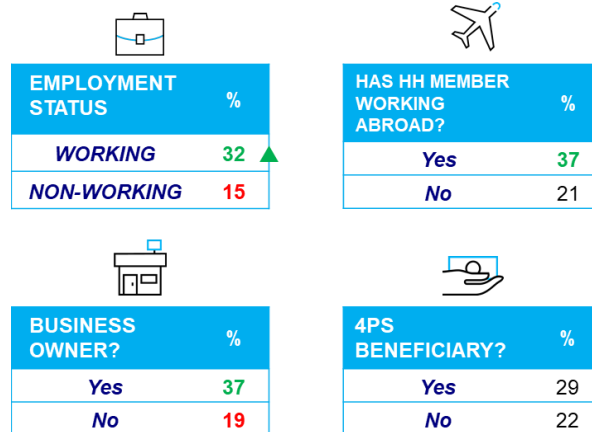 EMPLOYMENT
STATUS %
WORKING 32
NON-WORKING 15
HAS HH MEMBER
WORKING
ABROAD? %
Yes 37
No 21
BUSINESS
OWNER? %
Yes 37
No 19
4PS
BENEFICIARY? %
Yes 29
No 22